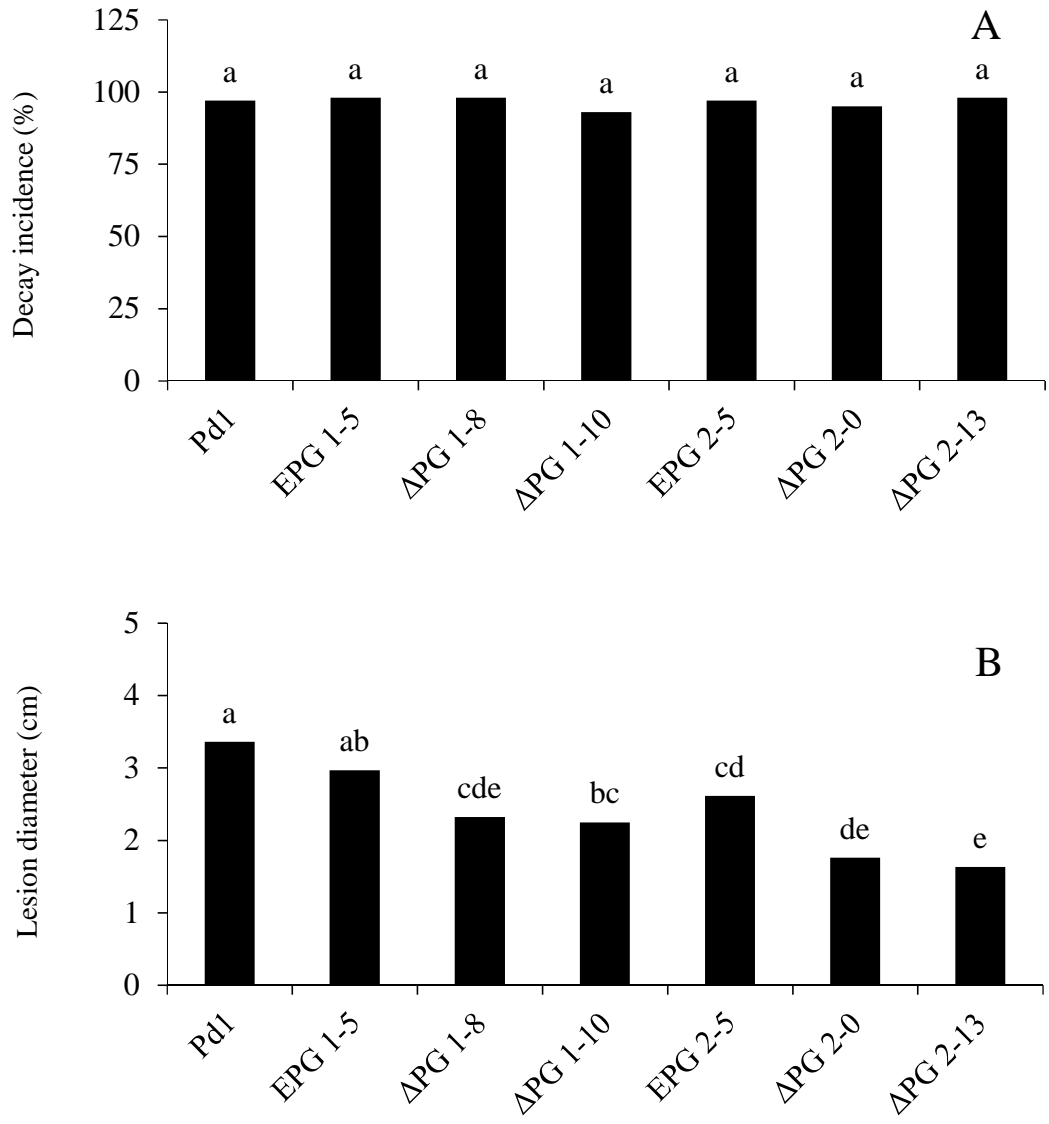 A
125
100
75
50
25
0
Decay incidence (%)
a a a a a a a
Pd1 EPG 1-5 ΔPG 1-8 ΔPG 1-10 EPG 2-5 ΔPG 2-0 ΔPG 2-13
B
5
4
3
2
1
0
Lesion diameter (cm)
a ab cde bc cd de e
Pd1 EPG 1-5 ΔPG 1-8 ΔPG 1-10 EPG 2-5 ΔPG 2-0 ΔPG 2-13